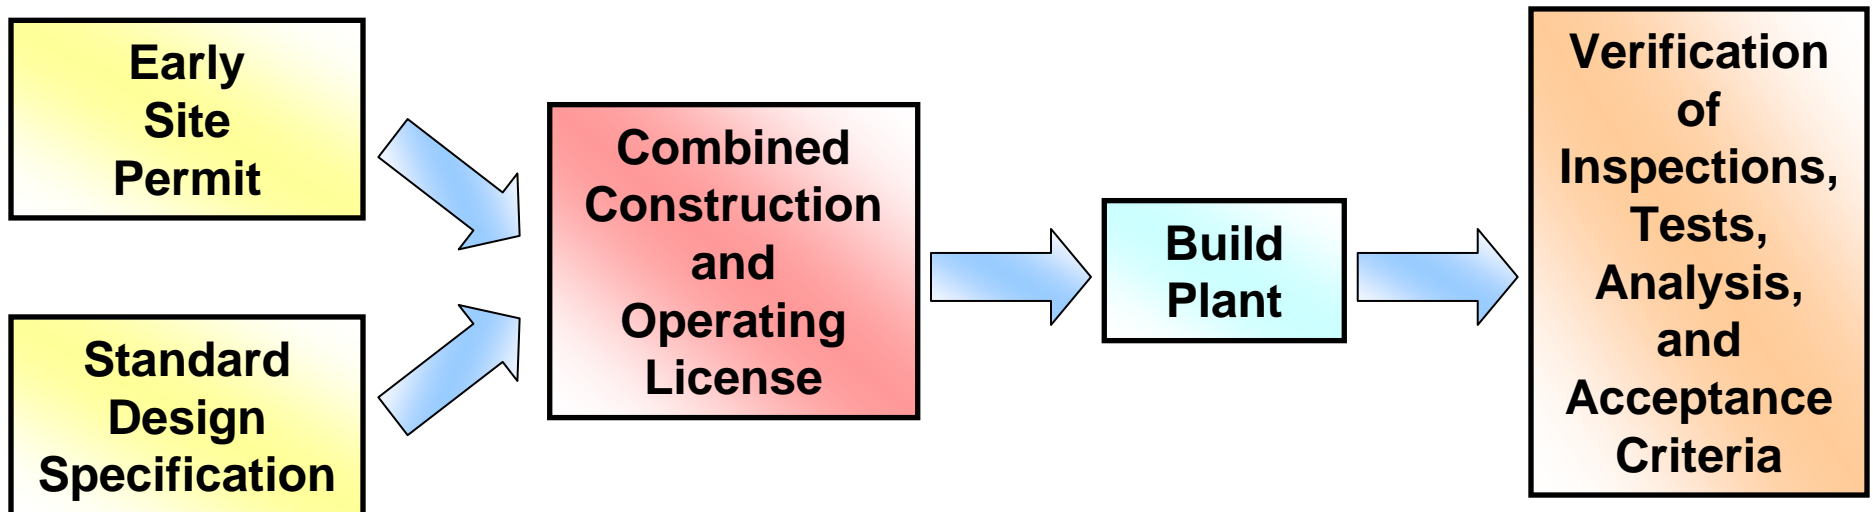 Early
Site
Permit
Standard
Design
Specification
Combined
Construction
and
Operating
License
Build
Plant
Verification
of
Inspections,
Tests,
Analysis,
and
Acceptance
Criteria